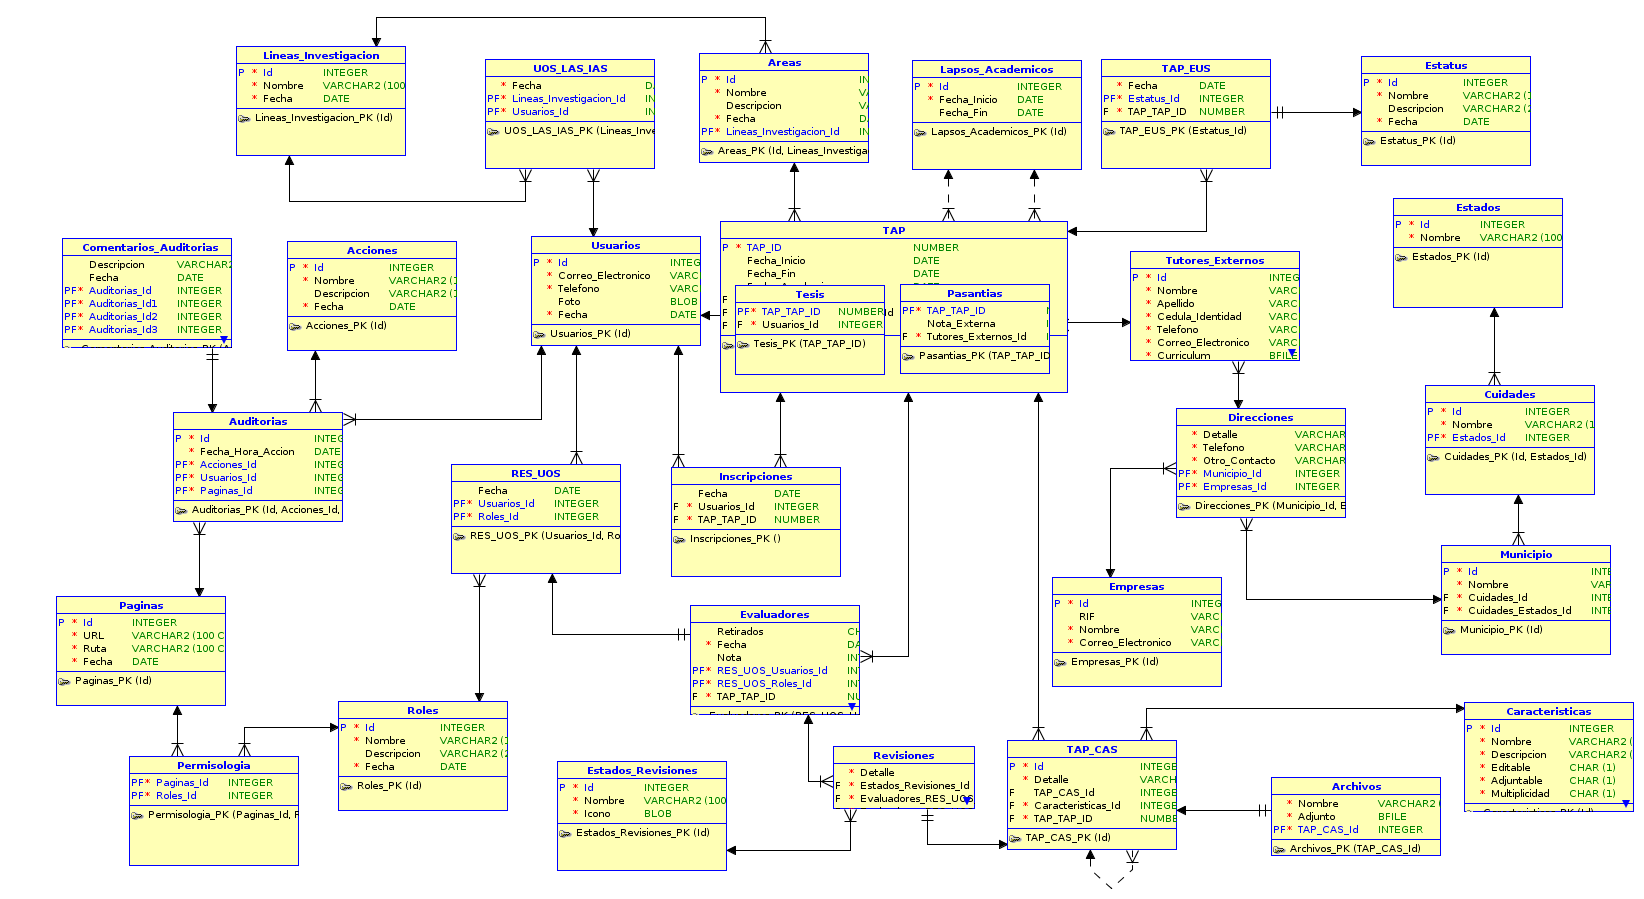 Lineas_Investigacion
P * Id INTEGER
* Nombre VARCHAR2 (100
* Fecha DATE
Lineas_Investigacion_PK (Id)
UOS_LAS_IAS
* Fecha D
PF* Lineas_Investigacion_Id IN
PF* Usuarios_Id IN
UOS_LAS_IAS_PK (Lineas_Inve
Areas
P * Id IN
* Nombre VA
Descripcion VA
* Fecha D
PF* Lineas_Investigacion_Id IN
Areas_PK (Id, Lineas_Investiga
Lapsos_Academicos
P * Id INTEGER
* Fecha_Inicio DATE
Fecha_Fin DATE
Lapsos_Academicos_PK (Id)
TAP_EUS
* Fecha DATE
PF* Estatus_Id INTEGER
F * TAP_TAP_ID NUMBER
TAP_EUS_PK (Estatus_Id)
Estatus
P * Id INTEGER
* Nombre VARCHAR2 (1
Descripcion VARCHAR2 (2
* Fecha DATE
Estatus_PK (Id)
Estados
P * Id INTEGER
* Nombre VARCHAR2 (100
Estados_PK (Id)
Comentarios_Auditorias
Descripcion VARCHAR2
Fecha DATE
PF* Auditorias_Id INTEGER
PF* Auditorias_Id1 INTEGER
PF* Auditorias_Id2 INTEGER
PF* Auditorias_Id3 INTEGER
Acciones
P * Id INTEGER
* Nombre VARCHAR2 (1
Descripcion VARCHAR2 (1
* Fecha DATE
Acciones_PK (Id)
Usuarios
P * Id INTEG
* Correo_Electronico VARC
* Telefono VARC
Foto BLOB
* Fecha DATE
Usuarios_PK (Id)
TAP
P * TAP_ID NUMBER
Fecha_Inicio DATE
Fecha_Fin DATE
F
F
F
Tesis
PF* TAP_TAP_ID NUMBER
F * Usuarios_Id INTEGER
Tesis_PK (TAP_TAP_ID)
Id
Pasantias
PF* TAP_TAP_ID
Nota_Externa
F * Tutores_Externos_Id
Pasantias_PK (TAP_TAP_ID
Tutores_Externos
P * Id INTEG
* Nombre VARC
* Apellido VARC
* Cedula_Identidad VARC
* Telefono VARC
* Correo_Electronico VARC
* Curriculum BFILE
Cuidades
P * Id INTEGER
* Nombre VARCHAR2 (1
PF* Estados_Id INTEGER
Cuidades_PK (Id, Estados_Id)
Auditorias
P * Id INTEG
* Fecha_Hora_Accion DATE
PF* Acciones_Id INTEG
PF* Usuarios_Id INTEG
PF* Paginas_Id INTEG
Auditorias_PK (Id, Acciones_Id,
RES_UOS
Fecha DATE
PF* Usuarios_Id INTEGER
PF* Roles_Id INTEGER
RES_UOS_PK (Usuarios_Id, Ro
Inscripciones
Fecha DATE
F * Usuarios_Id INTEGER
F * TAP_TAP_ID NUMBER
Inscripciones_PK ()
Direcciones
* Detalle VARCHAR
* Telefono VARCHAR
* Otro_Contacto VARCHAR
PF* Municipio_Id INTEGER
PF* Empresas_Id INTEGER
Direcciones_PK (Municipio_Id, E
Municipio
P * Id INTE
* Nombre VAR
F * Cuidades_Id INTE
F * Cuidades_Estados_Id INTE
Municipio_PK (Id)
Paginas
P * Id INTEGER
* URL VARCHAR2 (100 C
* Ruta VARCHAR2 (100 C
* Fecha DATE
Paginas_PK (Id)
Evaluadores
Retirados CH
* Fecha DA
Nota IN
PF* RES_UOS_Usuarios_Id IN
PF* RES_UOS_Roles_Id IN
F * TAP_TAP_ID NU
Empresas
P * Id INTEG
RIF VARC
* Nombre VARC
* Correo_Electronico VARC
Empresas_PK (Id)
Roles
P * Id INTEGER
* Nombre VARCHAR2 (1
Descripcion VARCHAR2 (2
* Fecha DATE
Roles_PK (Id)
Permisologia
PF* Paginas_Id INTEGER
PF* Roles_Id INTEGER
Permisologia_PK (Paginas_Id, R
Estados_Revisiones
P * Id INTEGER
* Nombre VARCHAR2 (100
* Icono BLOB
Estados_Revisiones_PK (Id)
Revisiones
* Detalle
F * Estados_Revisiones_Id
F * Evaluadores_RES_UOS
TAP_CAS
P * Id INTEGE
* Detalle VARCH
F TAP_CAS_Id INTEGE
F * Caracteristicas_Id INTEGE
F * TAP_TAP_ID NUMBE
TAP_CAS_PK (Id)
Archivos
* Nombre VARCHAR2
* Adjunto BFILE
PF* TAP_CAS_Id INTEGER
Archivos_PK (TAP_CAS_Id)
Caracteristicas
P * Id INTEGER
* Nombre VARCHAR2 (
* Descripcion VARCHAR2 (
* Editable CHAR (1)
* Adjuntable CHAR (1)
* Multiplicidad CHAR (1)